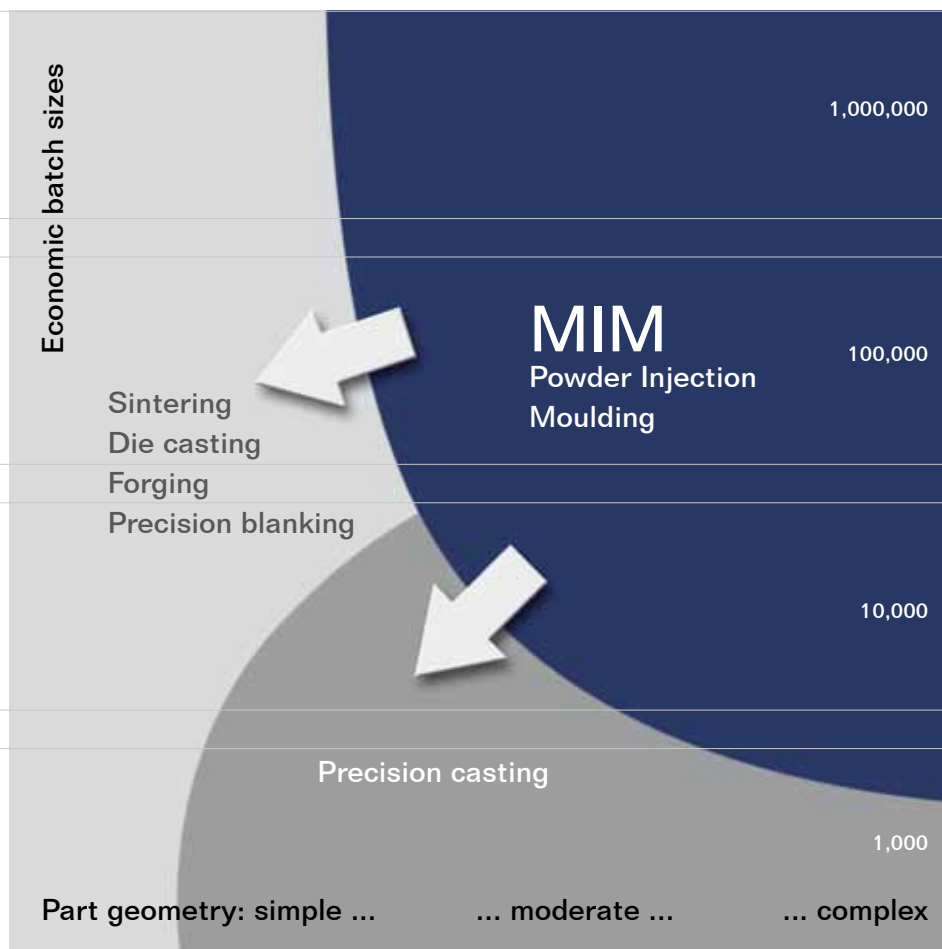 Economic batch sizes
1,000,000
MIM
Powder Injection
Moulding
100,000
Sintering
Die casting
Forging
Precision blanking
10,000
Precision casting
1,000
Part geometry: simple ... ... moderate ... ... complex